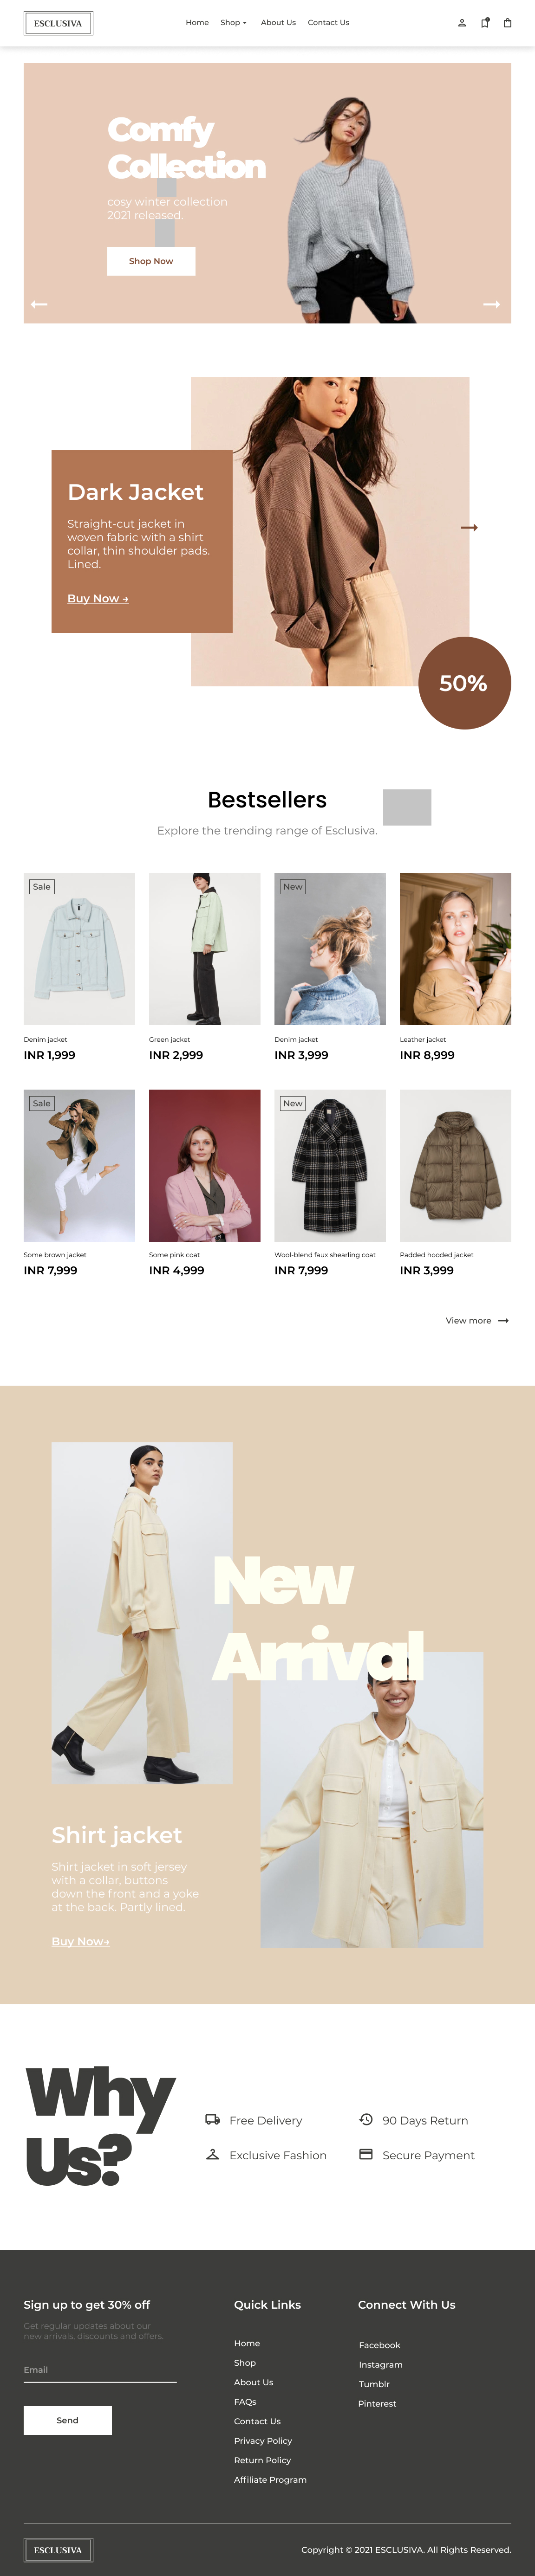 ESCLUSIVA
Home Shop About Us Contact Us
Comfy
Collection
cosy winter collection
2021 released.
Shop Now
Dark Jacket
Straight-cut jacket in
woven fabric with a shirt
collar, thin shoulder pads.
Lined.
Buy Now →
50%
Bestsellers
Explore the trending range of Esclusiva.
Sale
New
Denim jacket
INR 1,999
Green jacket
INR 2,999
Denim jacket
INR 3,999
Leather jacket
INR 8,999
Sale
New
Some brown jacket
INR 7,999
Some pink coat
INR 4,999
Wool-blend faux shearling coat
INR 7,999
Padded hooded jacket
INR 3,999
View more
New
Arrival
Shirt jacket
Shirt jacket in soft jersey
with a collar, buttons
down the front and a yoke
at the back. Partly lined.
Buy Now→
Why
Us?
Free Delivery
90 Days Return
Exclusive Fashion
Secure Payment
Sign up to get 30% off
Get regular updates about our
new arrivals, discounts and offers.
Email
Send
Quick Links
Home
Shop
About Us
FAQs
Contact Us
Privacy Policy
Return Policy
Affiliate Program
Connect With Us
Facebook
Instagram
Tumblr
Pinterest
ESCLUSIVA
Copyright © 2021 ESCLUSIVA. All Rights Reserved.